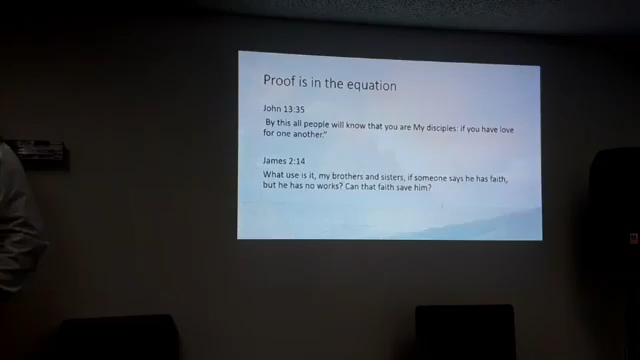 Proof is in the equation
John 13:35
By this all people will know that you are My disciples: if you have love
for one another."
James 2:14
What use is it, my brothers and sisters, if someone says he has faith,
but he has no works? Can that faith save him?